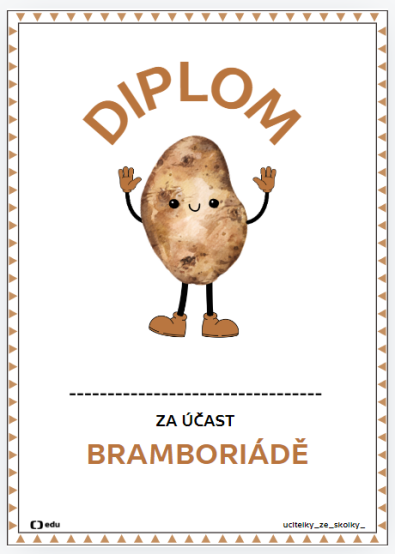 DIPLOM
ZA ÚČAST
BRAMBORIÁDĚ
edu
ucitelky_ze_skolky_